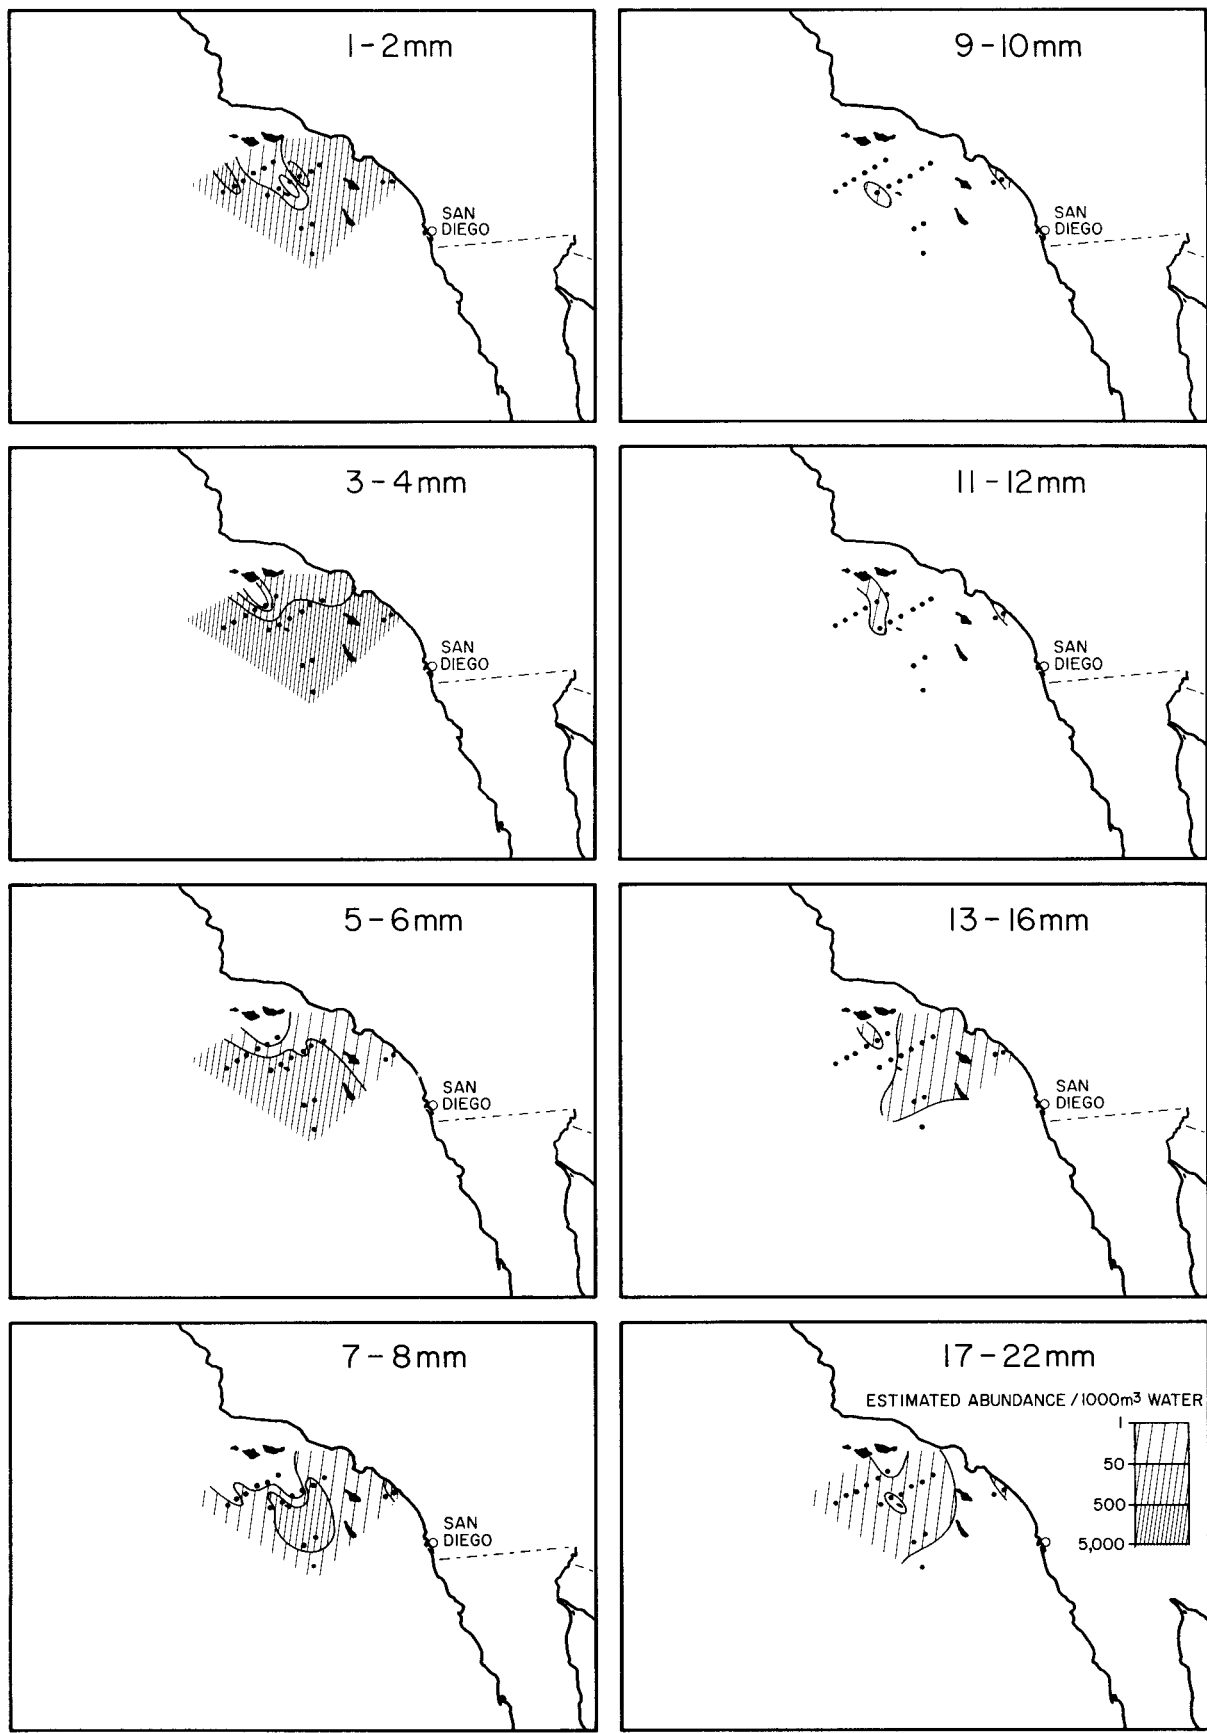 1-2mm
SAN
DIEGO
9-10mm
SAN
DIEGO
3-4mm
SAN
DIEGO
11-12mm
SAN
DIEGO
5-6mm
SAN
DIEGO
13-16mm
SAN
DIEGO
7-8mm
SAN
DIEGO
17-22mm
ESTIMATED ABUNDANCE/1000m³ WATER
1
50
500
5,000